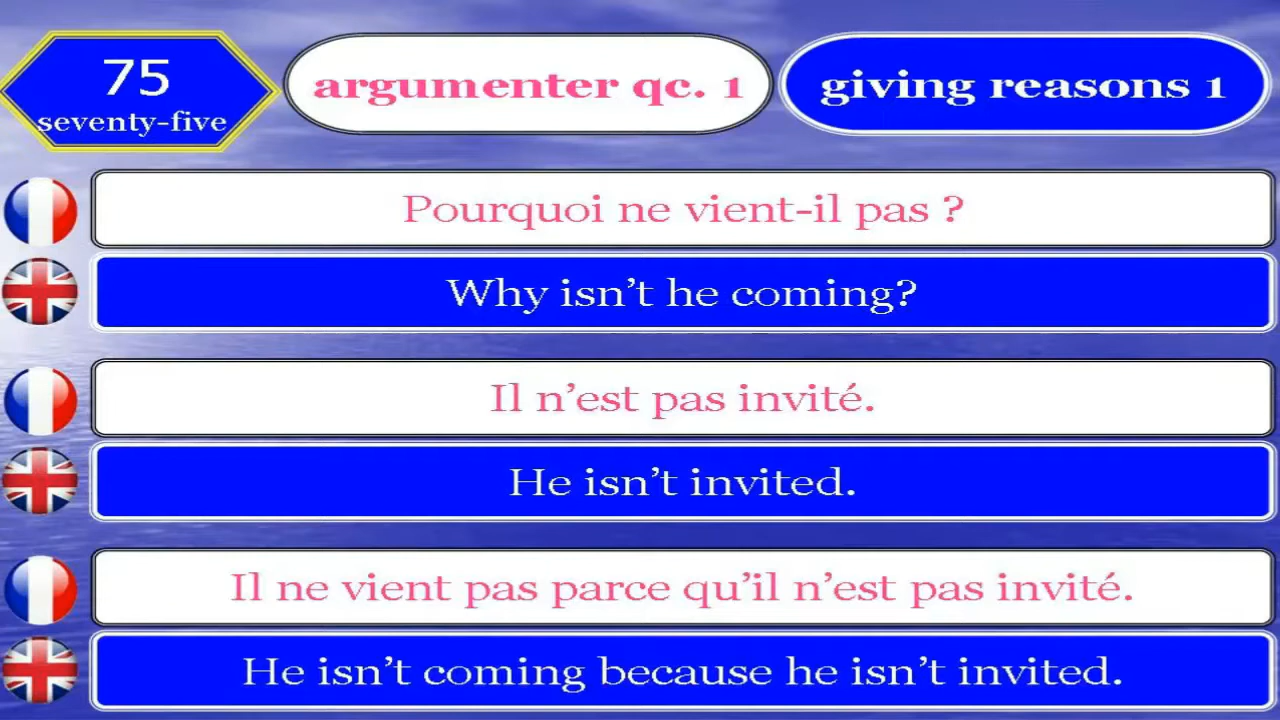 75
seventy-five
argumenter qc. 1
giving reasons 1
Pourquoi ne vient-il pas ?
Why isn’t he coming?
Il n’est pas invité.
He isn’t invited.
Il ne vient pas parce qu’il n’est pas invité.
He isn’t coming because he isn’t invited.